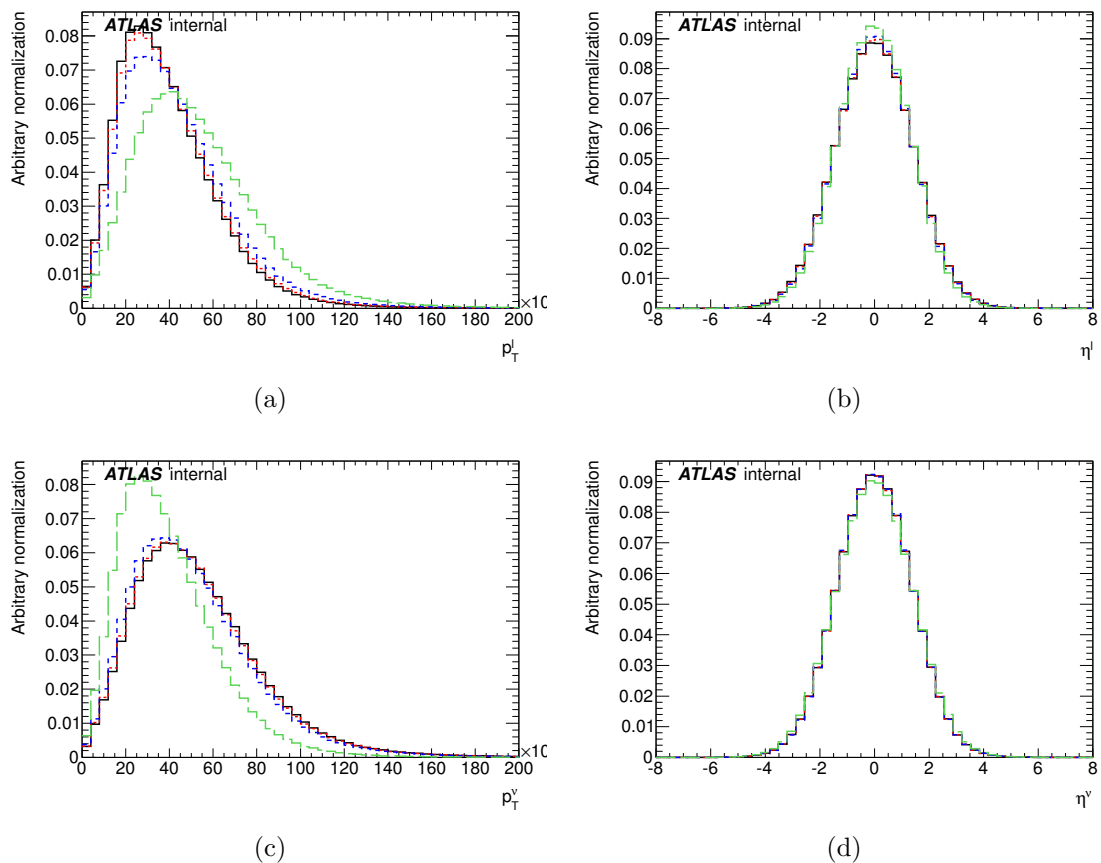 ATLAS internal
Arbitrary normalization
0.08
0.07
0.06
0.05
0.04
0.03
0.02
0.01
0
0 20 40 60 80 100 120 140 160 180 200
×10
p_T^l
(a)
ATLAS internal
Arbitrary normalization
0.09
0.08
0.07
0.06
0.05
0.04
0.03
0.02
0.01
0
-8 -6 -4 -2 0 2 4 6 8
η^l
(b)
ATLAS internal
Arbitrary normalization
0.08
0.07
0.06
0.05
0.04
0.03
0.02
0.01
0
0 20 40 60 80 100 120 140 160 180 200
×10
p_T^ν
(c)
ATLAS internal
Arbitrary normalization
0.09
0.08
0.07
0.06
0.05
0.04
0.03
0.02
0.01
0
-8 -6 -4 -2 0 2 4 6 8
η^ν
(d)